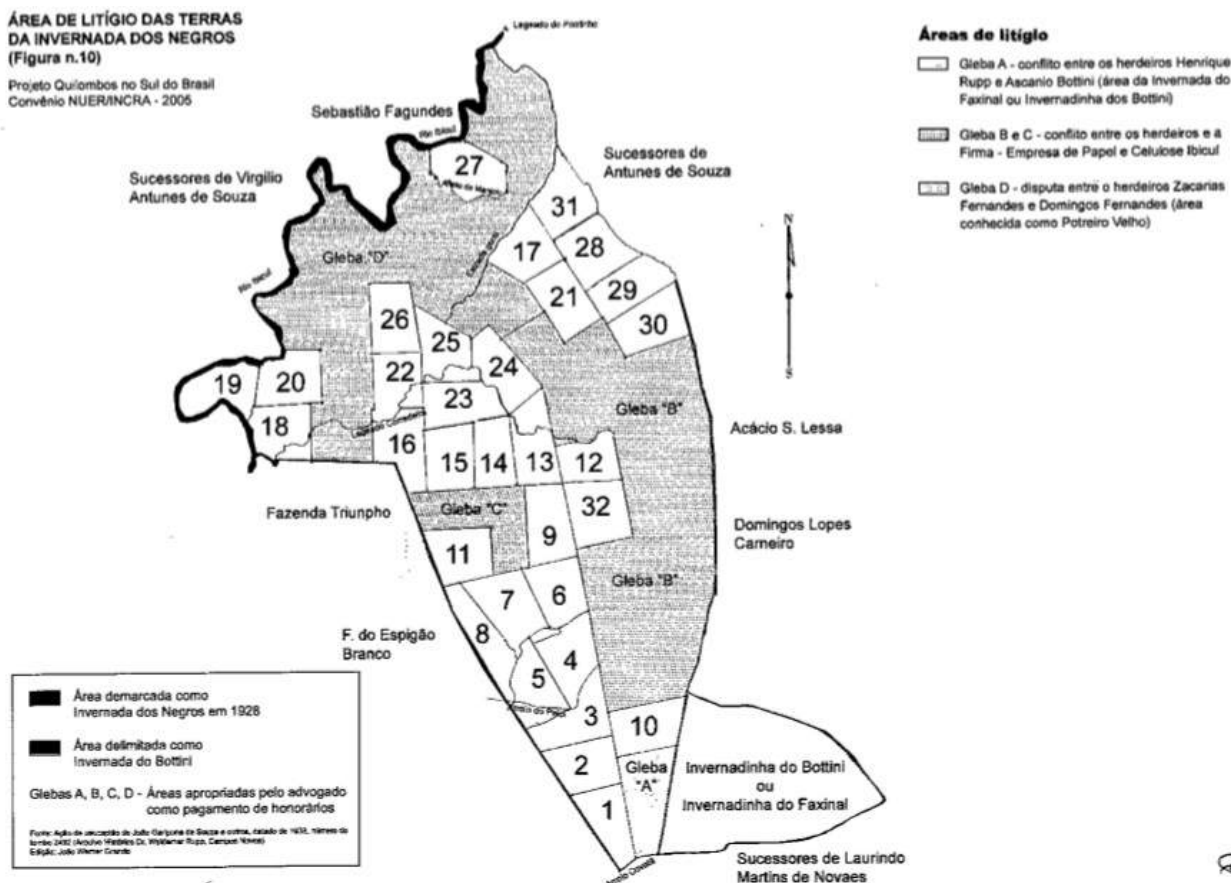 ÁREA DE LITÍGIO DAS TERRAS
DA INVERNADA DOS NEGROS
(Figura n.10)
Projeto Quilombos no Sul do Brasil
Convênio NUER/INCRA - 2005
Lageado do Postinho
Sebastião Fagundes
Rio Ibicuí
Sucessores de Virgilio
Antunes de Souza
27
Sucessores de
Antunes de Souza
31
17
28
Gleba "D"
21
29
30
Rio Ibicuí
26
25
24
22
19
20
23
Gleba "B"
18
16
15
14
13
12
Acácio S. Lessa
Fazenda Triunpho
Gleba "C"
32
9
Domingos Lopes
Carneiro
11
Gleba "B"
7
6
F. do Espigão
Branco
8
4
5
3
10
2
Gleba
"A"
1
Invernadinha do Bottini
ou
Invernadinha do Faxinal
Sucessores de Laurindo
Martins de Novaes
N
S
Áreas de litígio
Gleba A - conflito entre os herdeiros Henrique
Rupp e Ascanio Bottini (área da Invernada do
Faxinal ou Invernadinha dos Bottini)
Gleba B e C - conflito entre os herdeiros e a
Firma - Empresa de Papel e Celulose Ibicuí
Gleba D - disputa entre o herdeiros Zacarias
Fernandes e Domingos Fernandes (área
conhecida como Potreiro Velho)
Área demarcada como
Invernada dos Negros em 1928
Área delimitada como
Invernada do Bottini
Glebas A, B, C, D - Áreas apropriadas pelo advogado
como pagamento de honorários